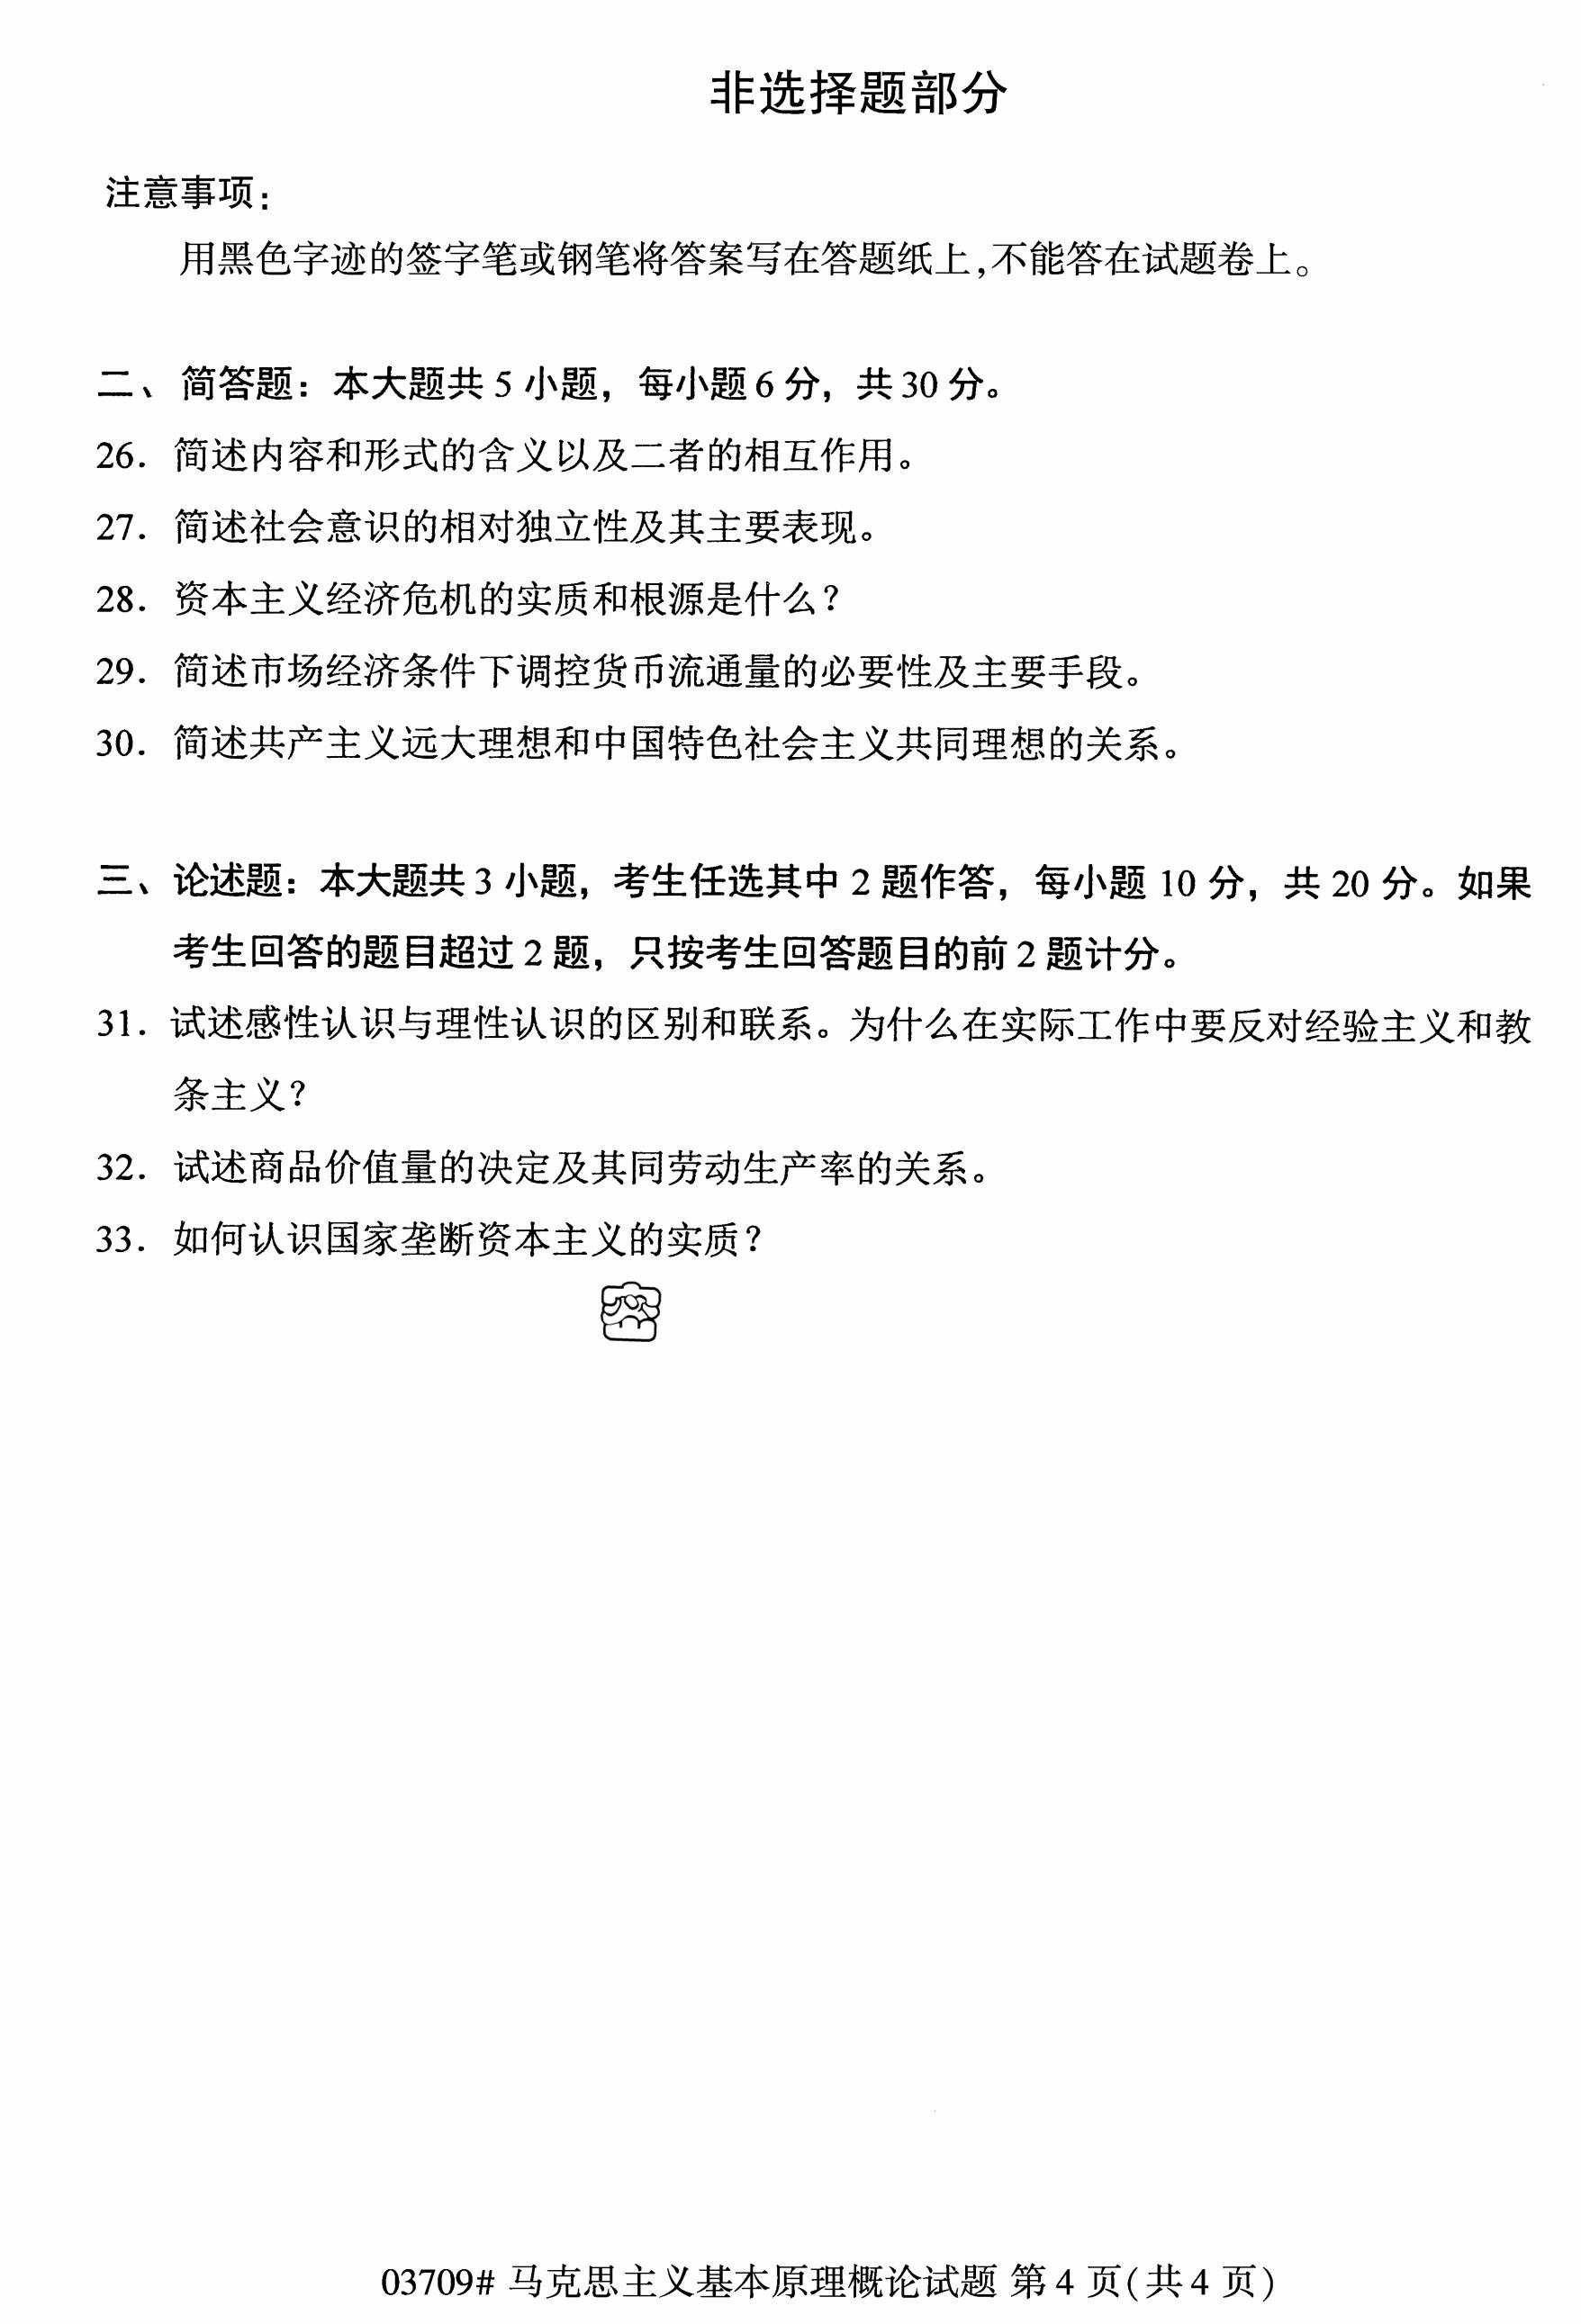 非选择题部分
注意事项：
用黑色字迹的签字笔或钢笔将答案写在答题纸上,不能答在试题卷上。
二、简答题：本大题共5小题，每小题6分，共30分。
26．简述内容和形式的含义以及二者的相互作用。
27．简述社会意识的相对独立性及其主要表现。
28．资本主义经济危机的实质和根源是什么？
29．简述市场经济条件下调控货币流通量的必要性及主要手段。
30．简述共产主义远大理想和中国特色社会主义共同理想的关系。
三、论述题：本大题共3小题，考生任选其中2题作答，每小题10分，共20分。如果
考生回答的题目超过2题，只按考生回答题目的前2题计分。
31．试述感性认识与理性认识的区别和联系。为什么在实际工作中要反对经验主义和教
条主义？
32．试述商品价值量的决定及其同劳动生产率的关系。
33．如何认识国家垄断资本主义的实质？
03709# 马克思主义基本原理概论试题 第4页(共4页)